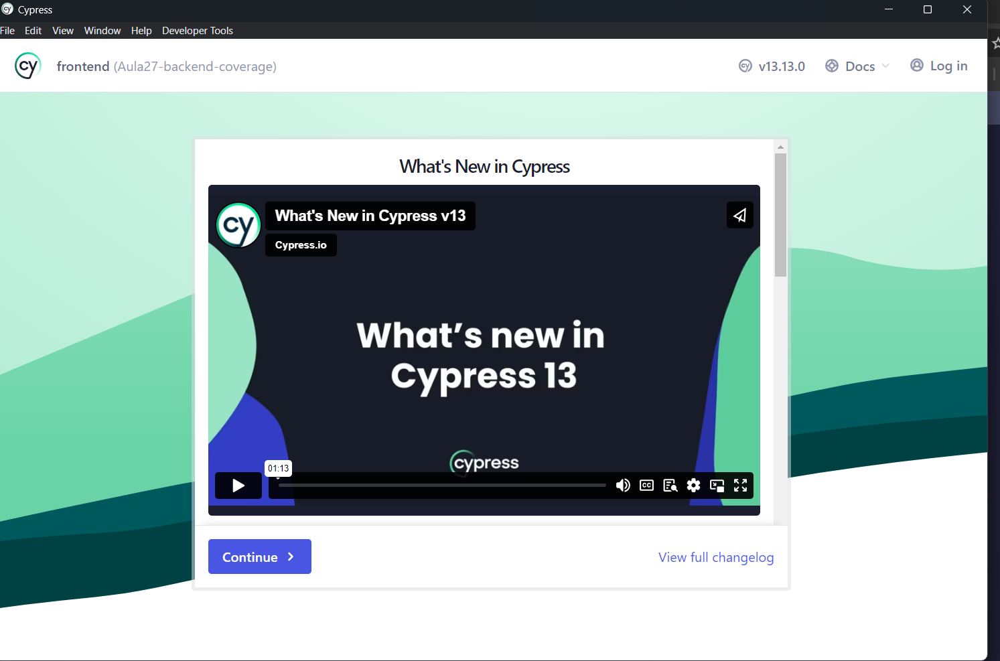 Cypress
File Edit View Window Help Developer Tools
cy frontend (Aula27-backend-coverage) v13.13.0 Docs Log in
What's New in Cypress
cy What's New in Cypress v13
Cypress.io
What’s new in
Cypress 13
cypress
01:13
CC
Continue
View full changelog